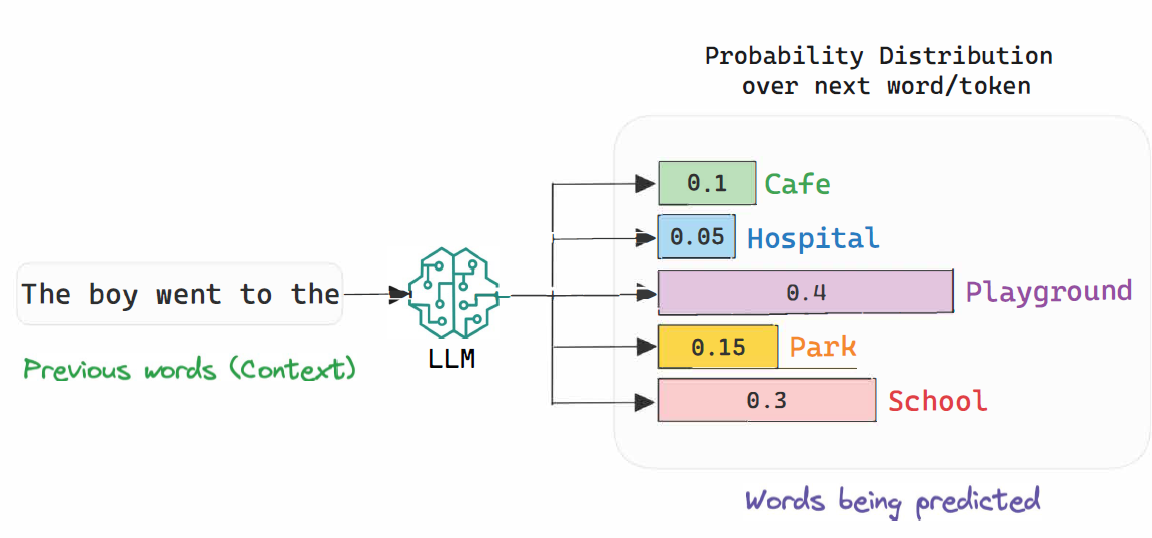 Probability Distribution
over next word/token
0.1 Cafe
0.05 Hospital
The boy went to the
0.4 Playground
0.15 Park
LLM
Previous words (Context)
0.3 School
Words being predicted